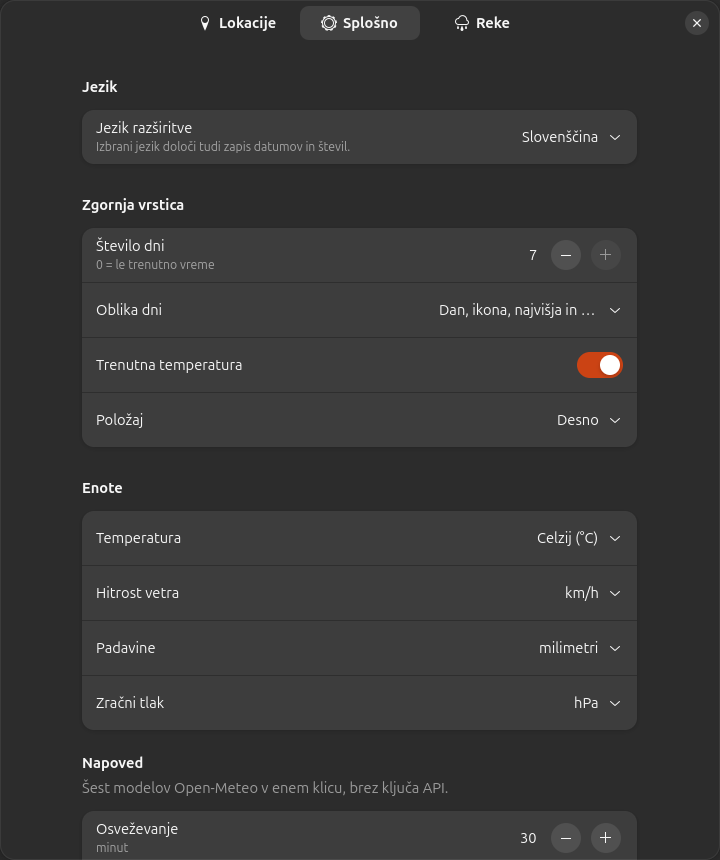 Lokacije
Splošno
Reke
Jezik
Jezik razširitve
Slovenščina
Izbrani jezik določi tudi zapis datumov in števil.
Zgornja vrstica
Število dni
7
0 = le trenutno vreme
Oblika dni
Dan, ikona, najvišja in …
Trenutna temperatura
Položaj
Desno
Enote
Temperatura
Celzij (°C)
Hitrost vetra
km/h
Padavine
milimetri
Zračni tlak
hPa
Napoved
Šest modelov Open-Meteo v enem klicu, brez ključa API.
Osveževanje
30
minut